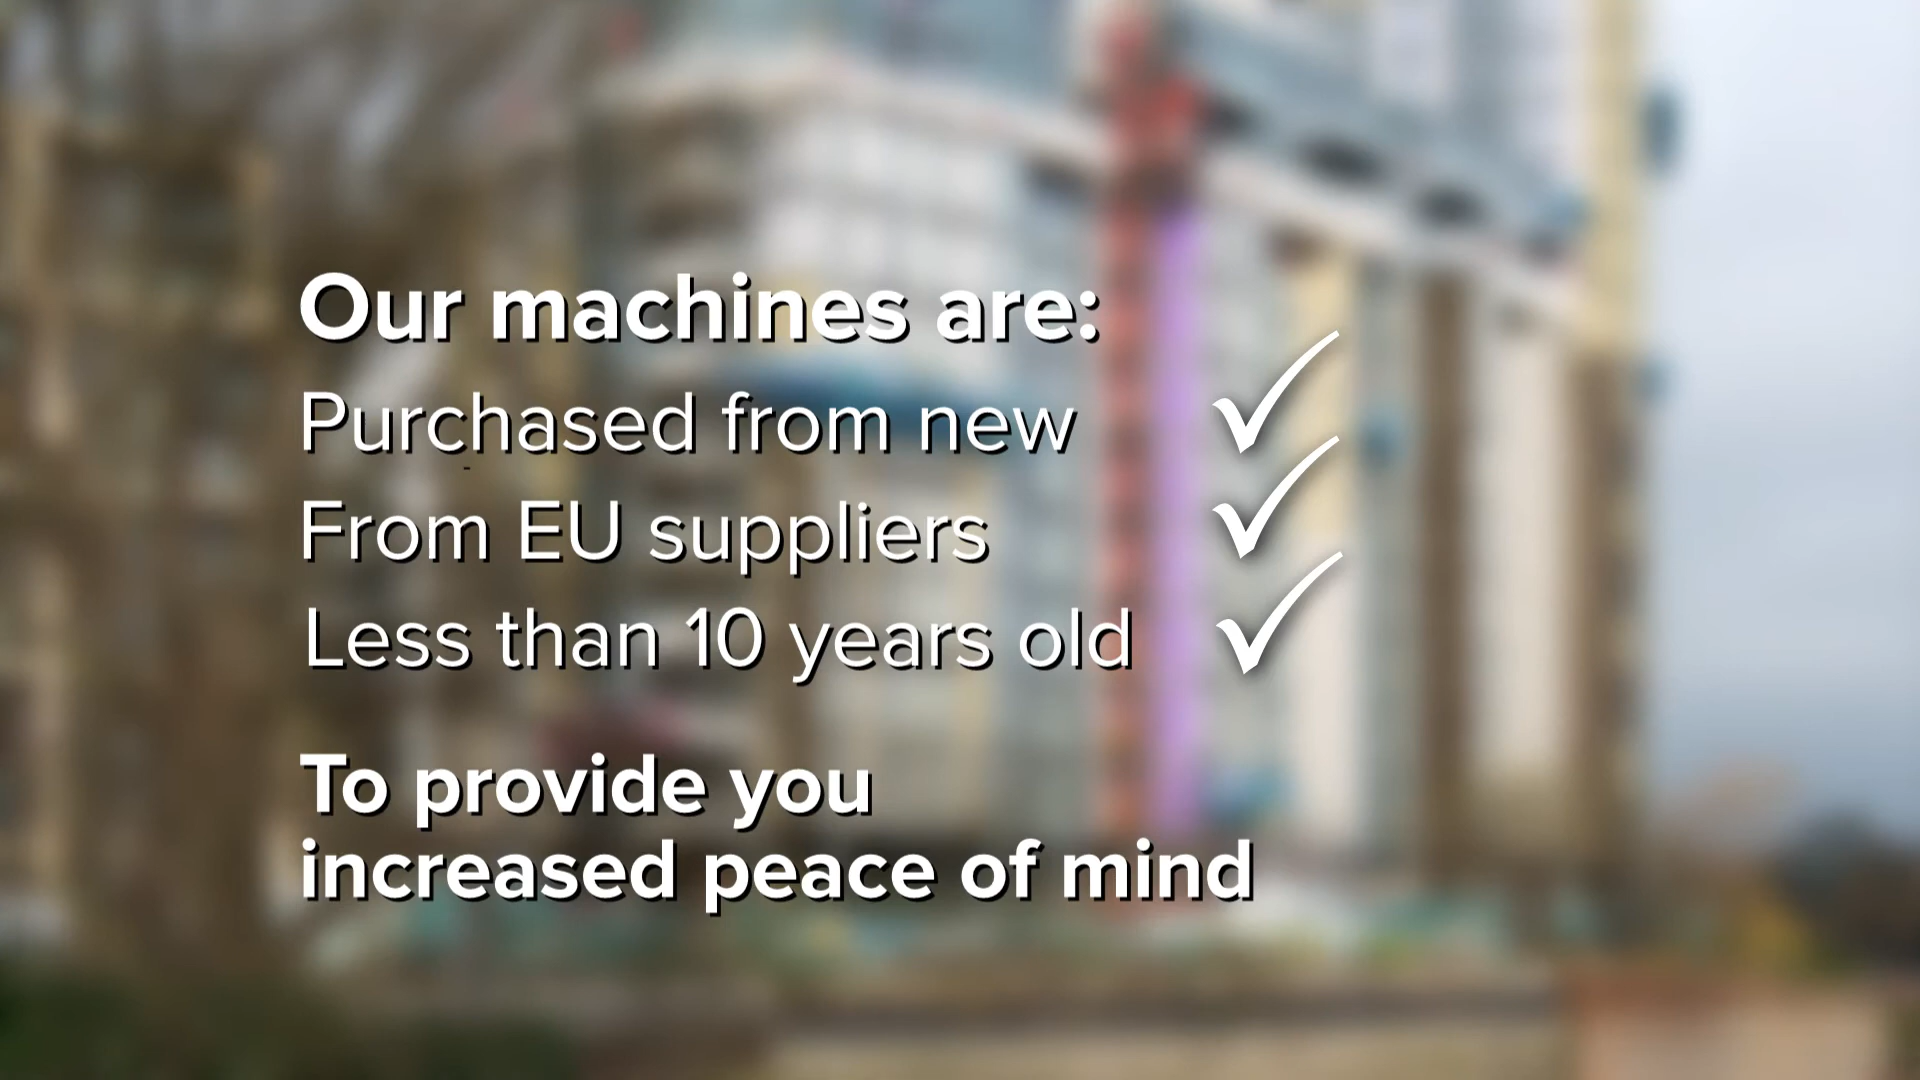 Our machines are:
Purchased from new ✓
From EU suppliers ✓
Less than 10 years old ✓
To provide you
increased peace of mind